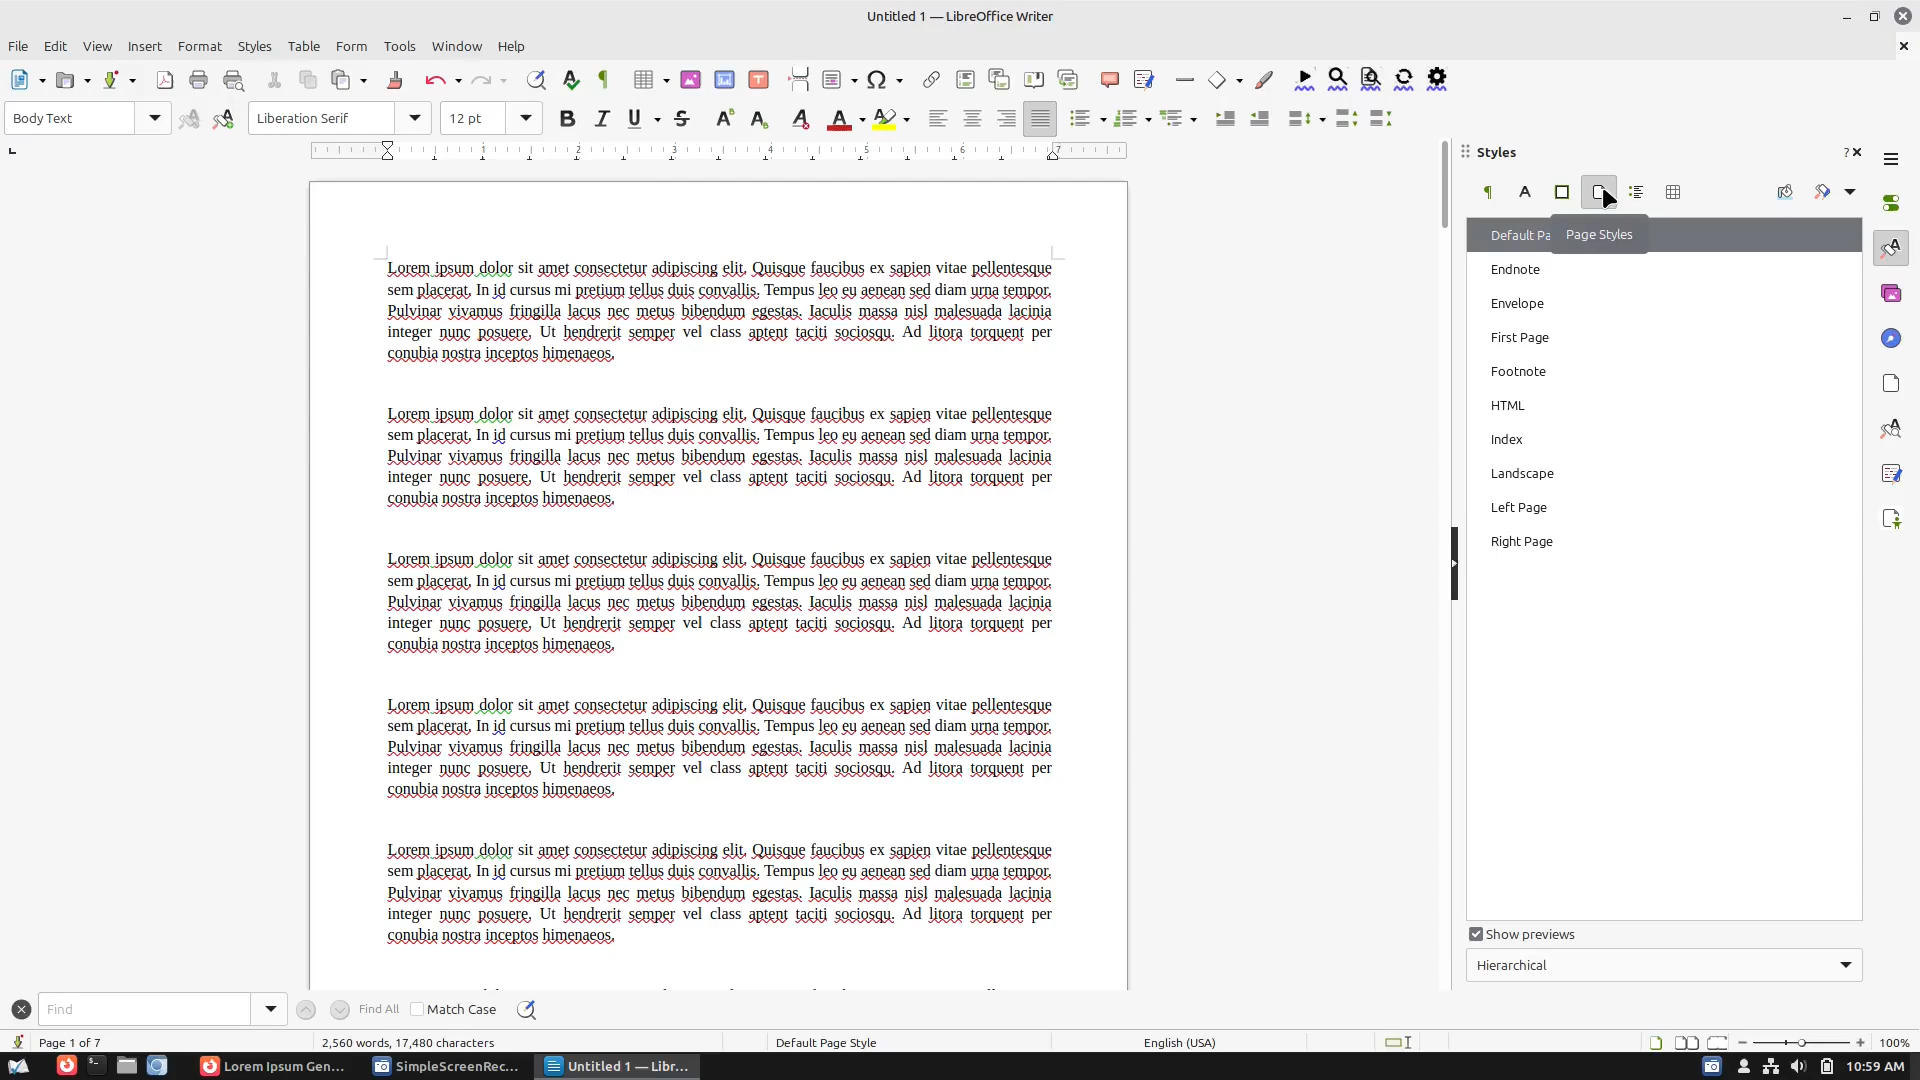 Untitled 1 — LibreOffice Writer
File Edit View Insert Format Styles Table Form Tools Window Help
Body Text Liberation Serif 12 pt
1 2 3 4 5 6 7
Styles
Default Pa
Page Styles
Endnote
Envelope
First Page
Footnote
HTML
Index
Landscape
Left Page
Right Page
Show previews
Hierarchical
Lorem ipsum dolor sit amet consectetur adipiscing elit. Quisque faucibus ex sapien vitae pellentesque
sem placerat. In id cursus mi pretium tellus duis convallis. Tempus leo eu aenean sed diam urna tempor.
Pulvinar vivamus fringilla lacus nec metus bibendum egestas. Iaculis massa nisl malesuada lacinia
integer nunc posuere. Ut hendrerit semper vel class aptent taciti sociosqu. Ad litora torquent per
conubia nostra inceptos himenaeos.
Lorem ipsum dolor sit amet consectetur adipiscing elit. Quisque faucibus ex sapien vitae pellentesque
sem placerat. In id cursus mi pretium tellus duis convallis. Tempus leo eu aenean sed diam urna tempor.
Pulvinar vivamus fringilla lacus nec metus bibendum egestas. Iaculis massa nisl malesuada lacinia
integer nunc posuere. Ut hendrerit semper vel class aptent taciti sociosqu. Ad litora torquent per
conubia nostra inceptos himenaeos.
Lorem ipsum dolor sit amet consectetur adipiscing elit. Quisque faucibus ex sapien vitae pellentesque
sem placerat. In id cursus mi pretium tellus duis convallis. Tempus leo eu aenean sed diam urna tempor.
Pulvinar vivamus fringilla lacus nec metus bibendum egestas. Iaculis massa nisl malesuada lacinia
integer nunc posuere. Ut hendrerit semper vel class aptent taciti sociosqu. Ad litora torquent per
conubia nostra inceptos himenaeos.
Lorem ipsum dolor sit amet consectetur adipiscing elit. Quisque faucibus ex sapien vitae pellentesque
sem placerat. In id cursus mi pretium tellus duis convallis. Tempus leo eu aenean sed diam urna tempor.
Pulvinar vivamus fringilla lacus nec metus bibendum egestas. Iaculis massa nisl malesuada lacinia
integer nunc posuere. Ut hendrerit semper vel class aptent taciti sociosqu. Ad litora torquent per
conubia nostra inceptos himenaeos.
Lorem ipsum dolor sit amet consectetur adipiscing elit. Quisque faucibus ex sapien vitae pellentesque
sem placerat. In id cursus mi pretium tellus duis convallis. Tempus leo eu aenean sed diam urna tempor.
Pulvinar vivamus fringilla lacus nec metus bibendum egestas. Iaculis massa nisl malesuada lacinia
integer nunc posuere. Ut hendrerit semper vel class aptent taciti sociosqu. Ad litora torquent per
conubia nostra inceptos himenaeos.
Find Find All Match Case
Page 1 of 7 2,560 words, 17,480 characters Default Page Style English (USA) 100%
Lorem Ipsum Gen... SimpleScreenRec... Untitled 1 — Libr... 10:59 AM